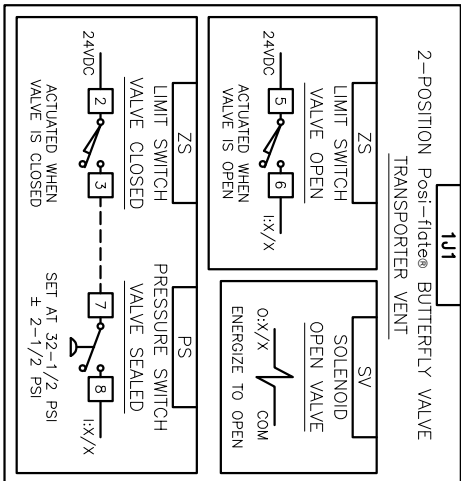 1J1
2-POSITION Posi-flate® BUTTERFLY VALVE
TRANSPORTER VENT
ZS
LIMIT SWITCH
VALVE OPEN
24VDC
5
6
I:X/X
ACTUATED WHEN
VALVE IS OPEN
SV
SOLENOID
OPEN VALVE
O:X/X
COM
ENERGIZE TO OPEN
ZS
LIMIT SWITCH
VALVE CLOSED
24VDC
2
3
ACTUATED WHEN
VALVE IS CLOSED
PS
PRESSURE SWITCH
VALVE SEALED
7
8
I:X/X
SET AT 32-1/2 PSI
± 2-1/2 PSI